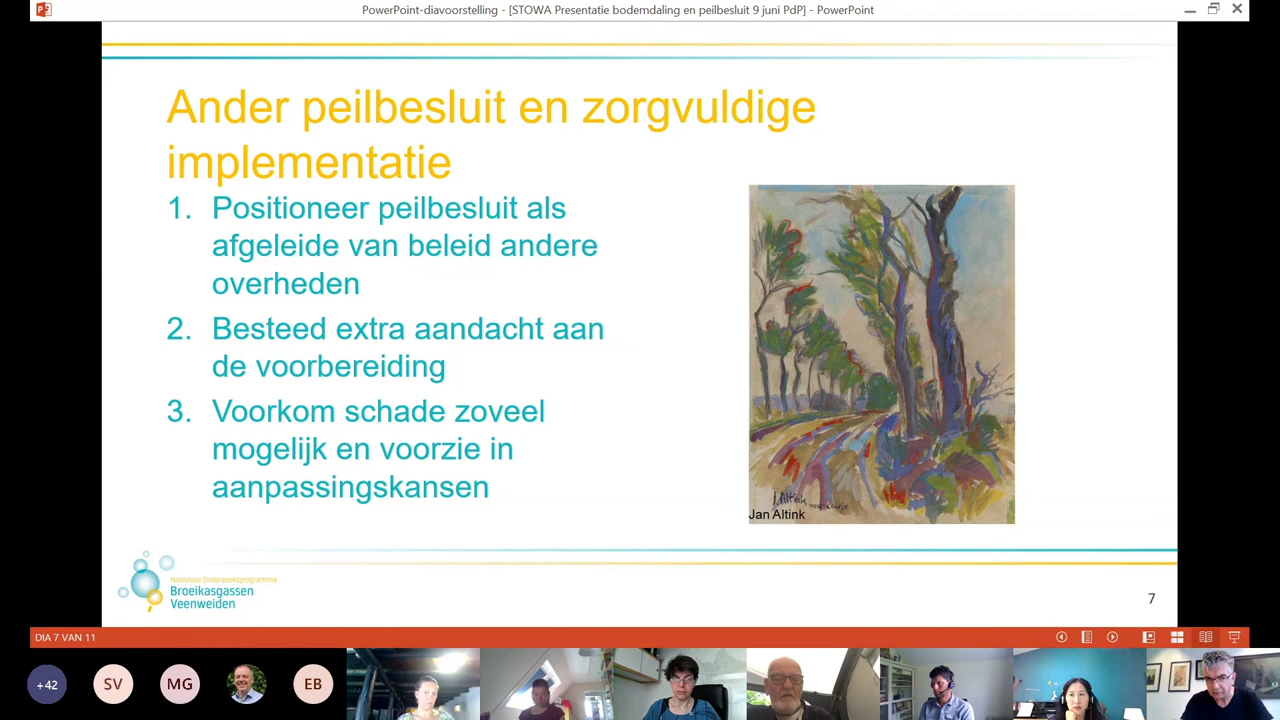 PowerPoint-diavoorstelling - [STOWA Presentatie bodemdaling en peilbesluit 9 juni PdP] - PowerPoint
Ander peilbesluit en zorgvuldige
implementatie
1. Positioneer peilbesluit als
afgeleide van beleid andere
overheden
2. Besteed extra aandacht aan
de voorbereiding
3. Voorkom schade zoveel
mogelijk en voorzie in
aanpassingskansen
J. Altink
Jan Altink
Nationaal Onderzoeksprogramma
Broeikasgassen
Veenweiden
7
DIA 7 VAN 11
+42
SV
MG
EB